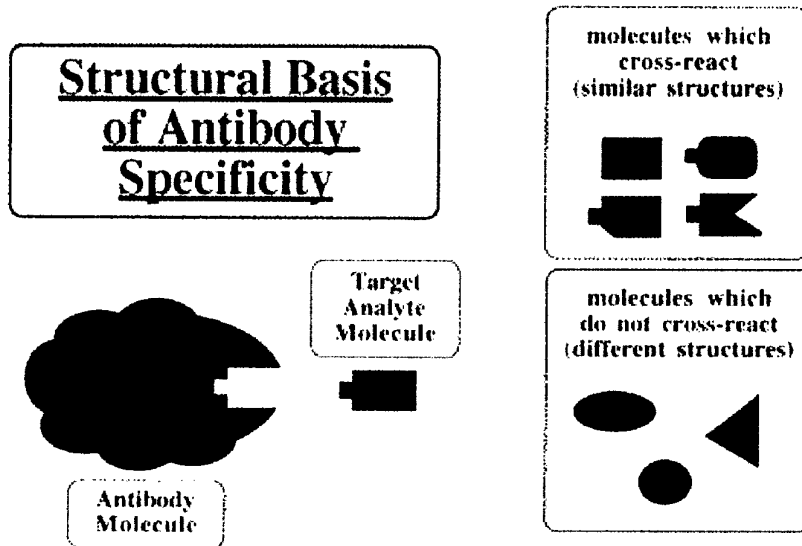 Structural Basis
of Antibody
Specificity
molecules which
cross-react
(similar structures)
Target
Analyte
Molecule
molecules which
do not cross-react
(different structures)
Antibody
Molecule